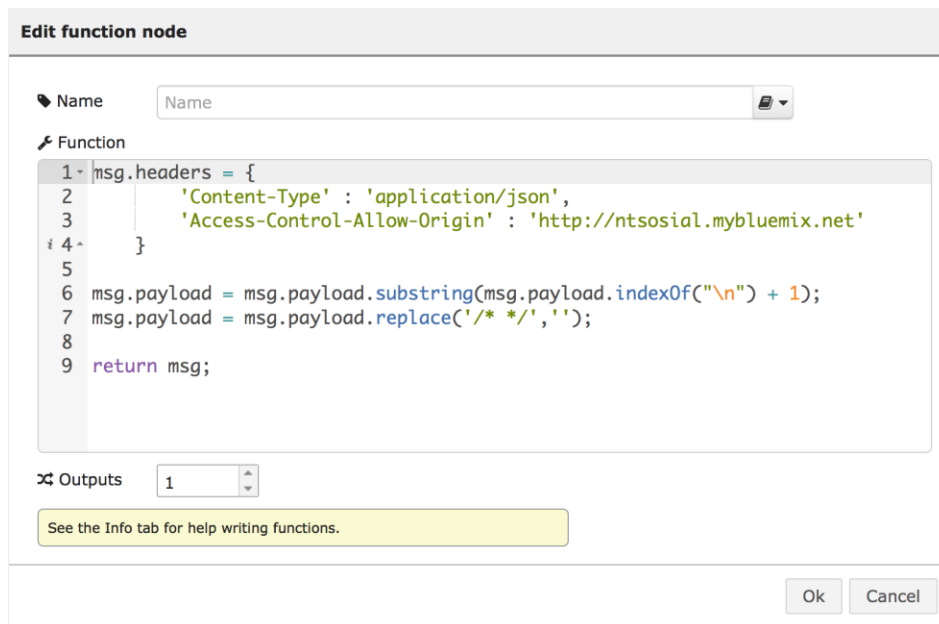 Edit function node
Name
Name
Function
1 msg.headers = {
2 'Content-Type' : 'application/json',
3 'Access-Control-Allow-Origin' : 'http://ntsosial.mybluemix.net'
i 4 }
5
6 msg.payload = msg.payload.substring(msg.payload.indexOf("\n") + 1);
7 msg.payload = msg.payload.replace('/* */','');
8
9 return msg;
Outputs
1
See the Info tab for help writing functions.
Ok Cancel